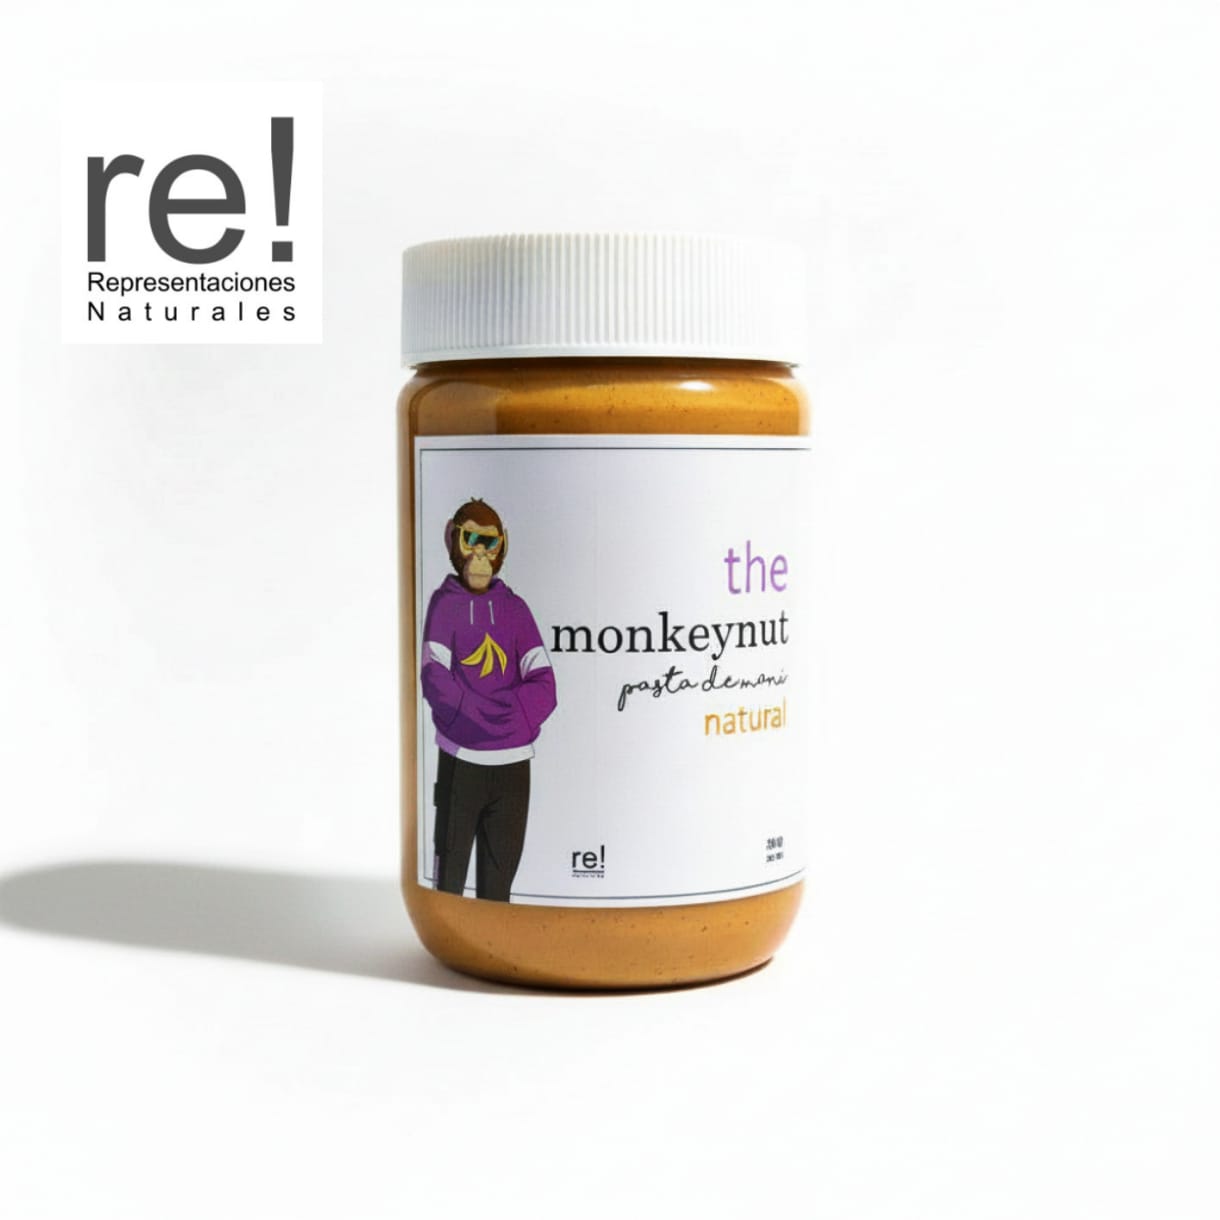 re!
Representaciones
Naturales
the
monkeynut
pasta de maní
natural
re!